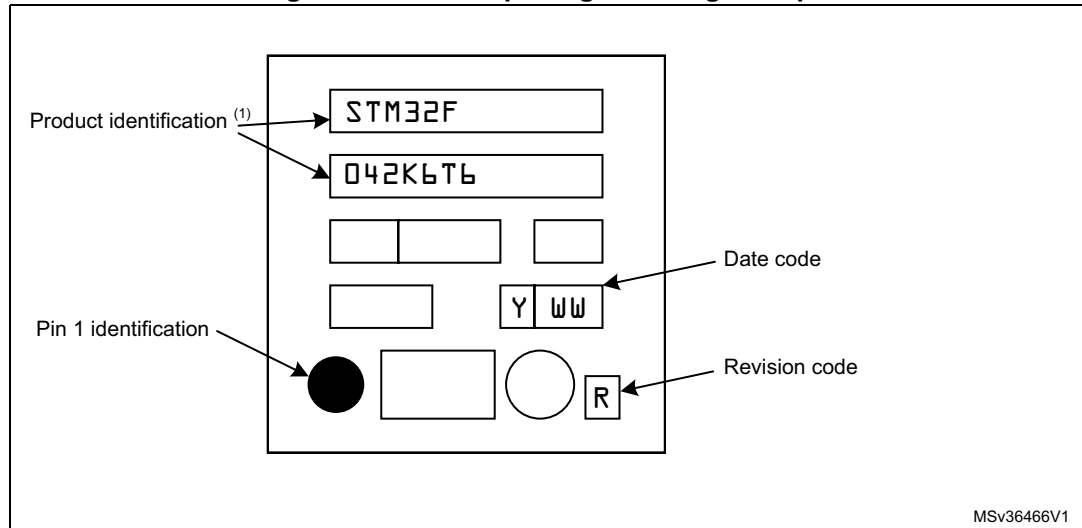 STM32F
Product identification (1)
042K6T6
Date code
Y WW
Pin 1 identification
Revision code
R
MSv36466V1